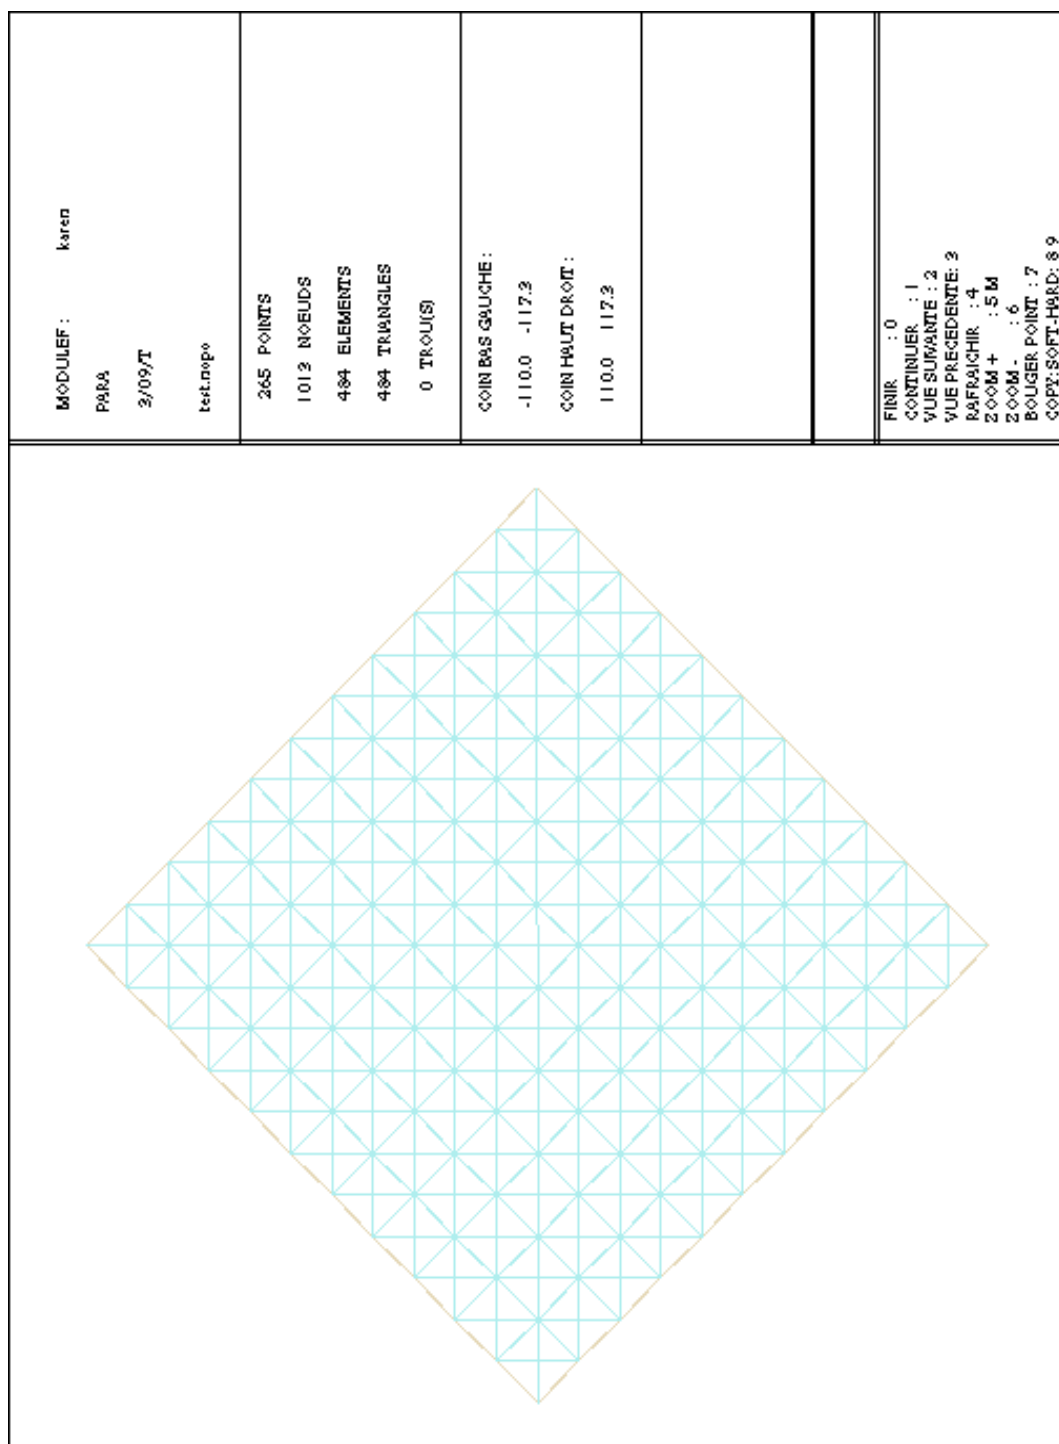 MODULEF : karen
PARA
3/09/T
test.nopo
265 POINTS
1013 NOEUDS
484 ELEMENTS
484 TRIANGLES
0 TROU(S)
COIN BAS GAUCHE :
-110.0 -117.3
COIN HAUT DROIT :
110.0 117.3
FINIR : 0
CONTINUER : 1
VUE SUIVANTE : 2
VUE PRECEDENTE: 3
RAFRAICHIR : 4
ZOOM + : 5 M
ZOOM - : 6
BOUGER POINT : 7
COPY: SOFT-HARD: 8 9